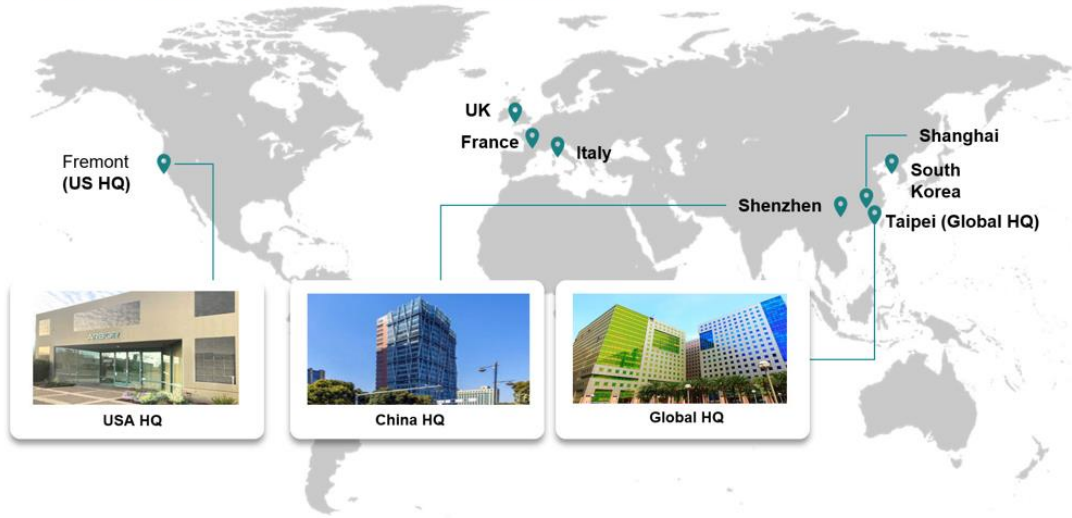 UK
France
Italy
Shanghai
South
Korea
Fremont
(US HQ)
Shenzhen
Taipei (Global HQ)
USA HQ
China HQ
Global HQ